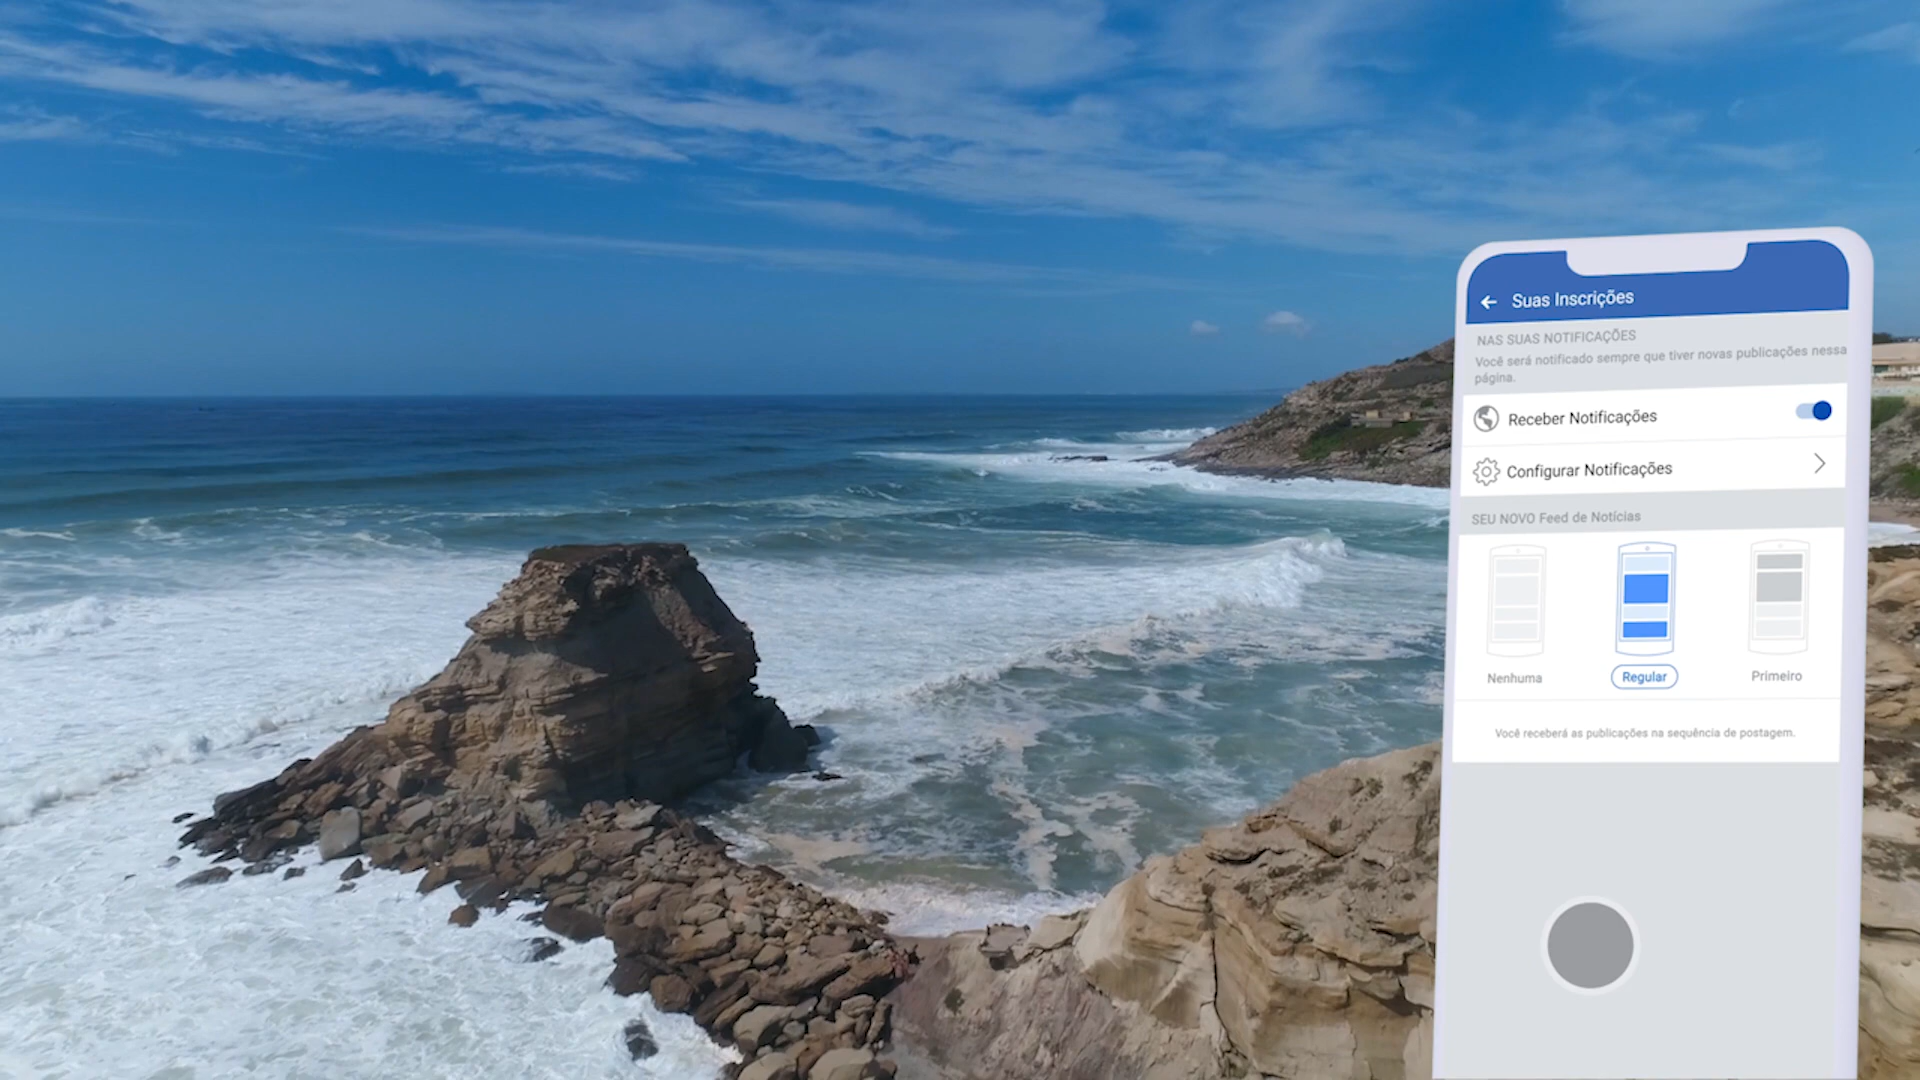 Suas Inscrições
NAS SUAS NOTIFICAÇÕES
Você será notificado sempre que tiver novas publicações nessa
página.
Receber Notificações
Configurar Notificações
SEU NOVO Feed de Notícias
Nenhuma
Regular
Primeiro
Você receberá as publicações na sequência de postagem.